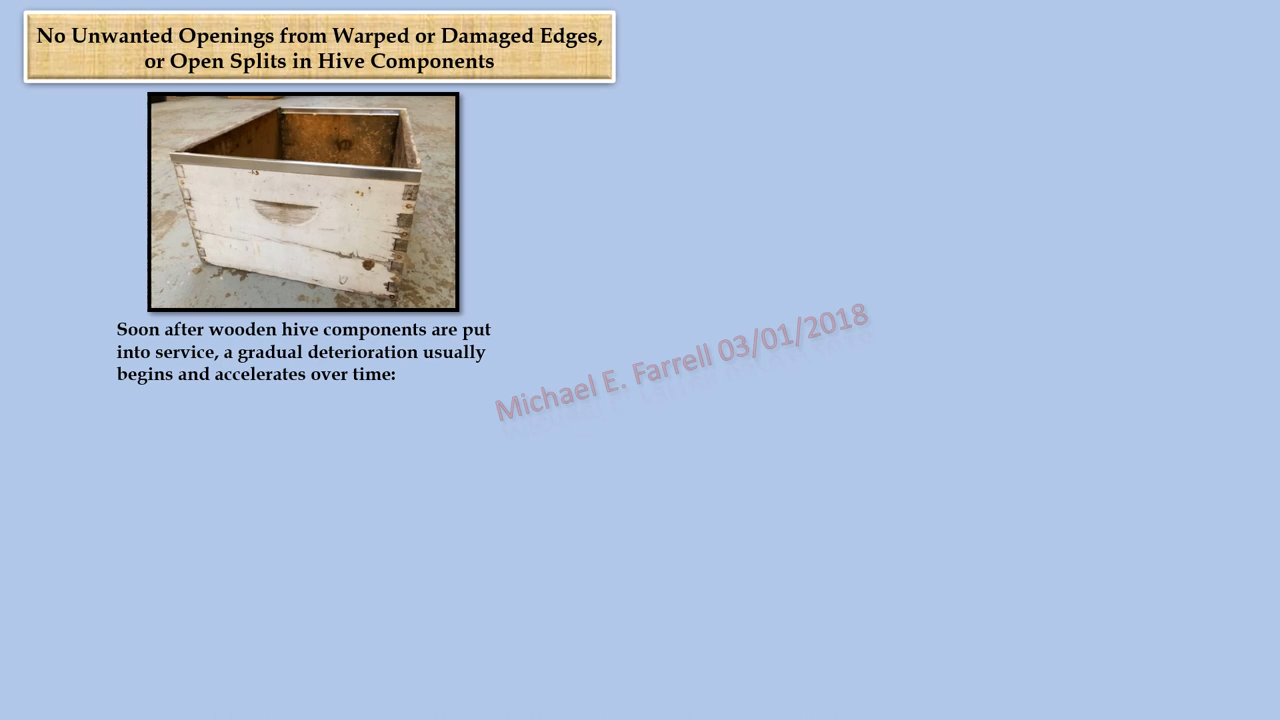 No Unwanted Openings from Warped or Damaged Edges,
or Open Splits in Hive Components
Soon after wooden hive components are put
into service, a gradual deterioration usually
begins and accelerates over time:
Michael E. Farrell 03/01/2018